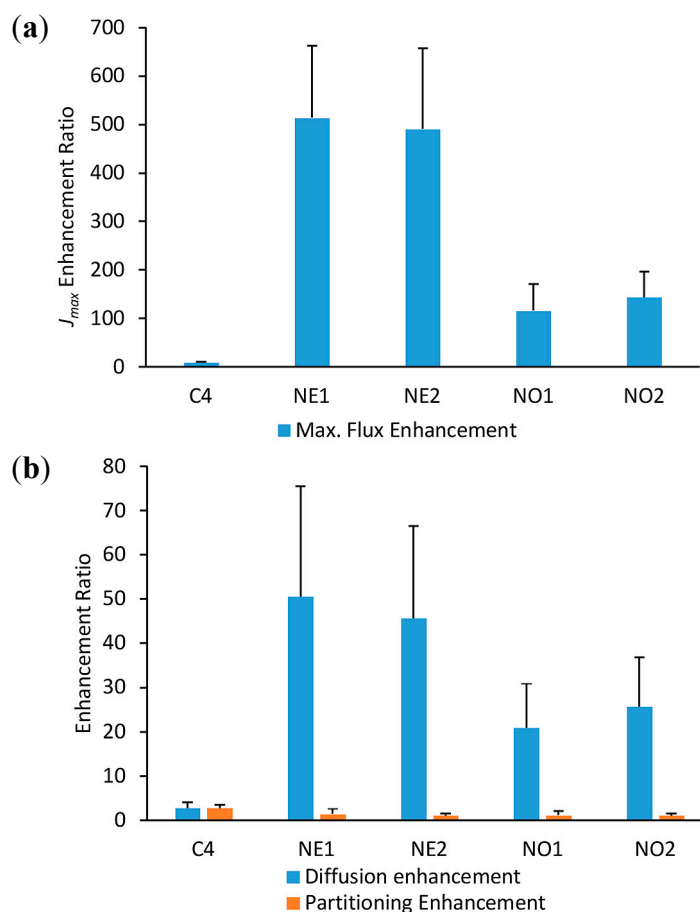 (a)
700
600
500
400
300
200
100
0
J_max Enhancement Ratio
C4 NE1 NE2 NO1 NO2
Max. Flux Enhancement
(b)
80
70
60
50
40
30
20
10
0
Enhancement Ratio
C4 NE1 NE2 NO1 NO2
Diffusion enhancement
Partitioning Enhancement